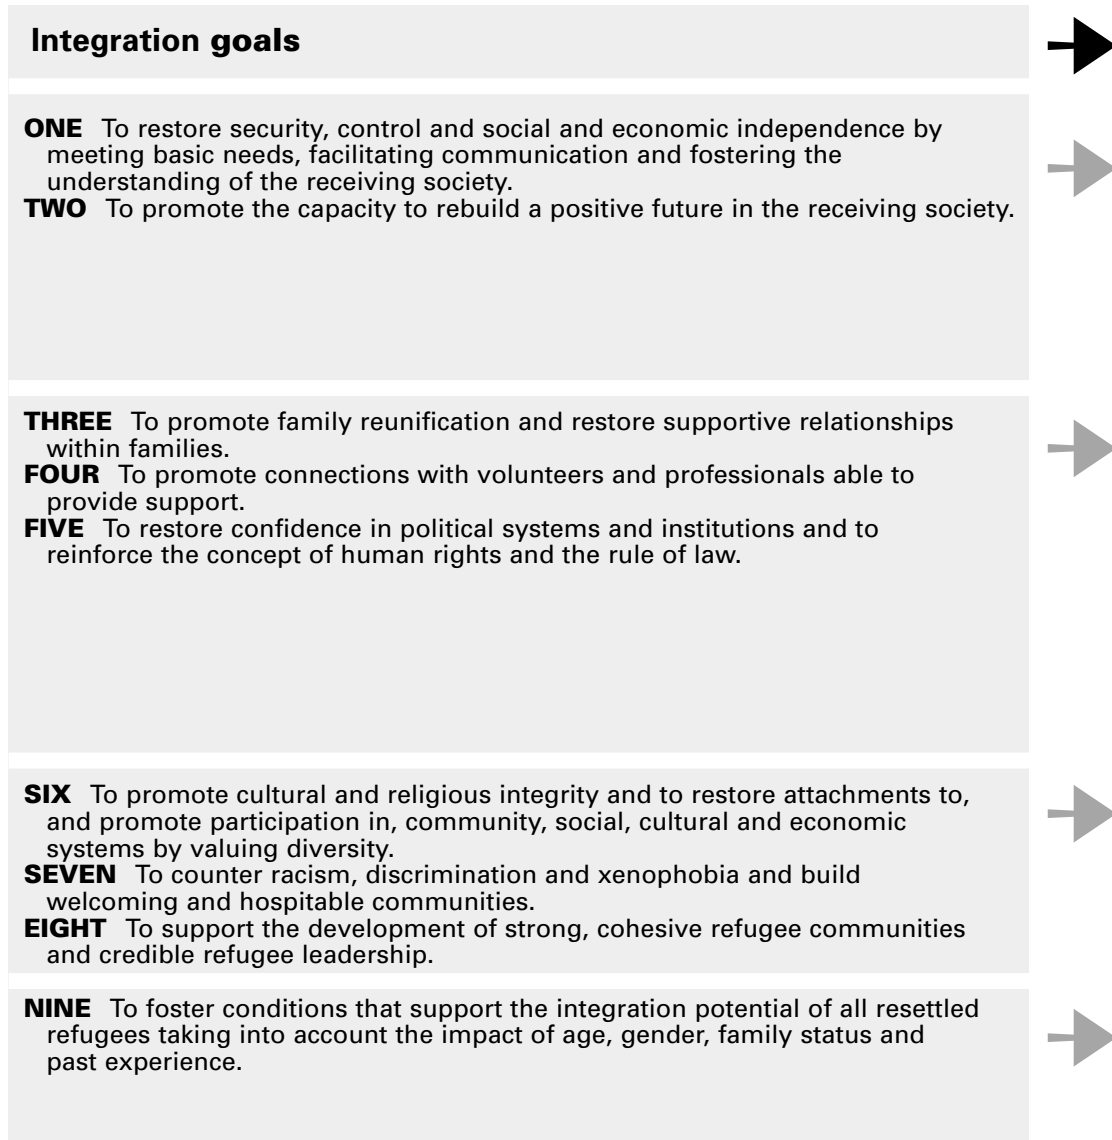 Integration goals
ONE To restore security, control and social and economic independence by
meeting basic needs, facilitating communication and fostering the
understanding of the receiving society.
TWO To promote the capacity to rebuild a positive future in the receiving society.
THREE To promote family reunification and restore supportive relationships
within families.
FOUR To promote connections with volunteers and professionals able to
provide support.
FIVE To restore confidence in political systems and institutions and to
reinforce the concept of human rights and the rule of law.
SIX To promote cultural and religious integrity and to restore attachments to,
and promote participation in, community, social, cultural and economic
systems by valuing diversity.
SEVEN To counter racism, discrimination and xenophobia and build
welcoming and hospitable communities.
EIGHT To support the development of strong, cohesive refugee communities
and credible refugee leadership.
NINE To foster conditions that support the integration potential of all resettled
refugees taking into account the impact of age, gender, family status and
past experience.